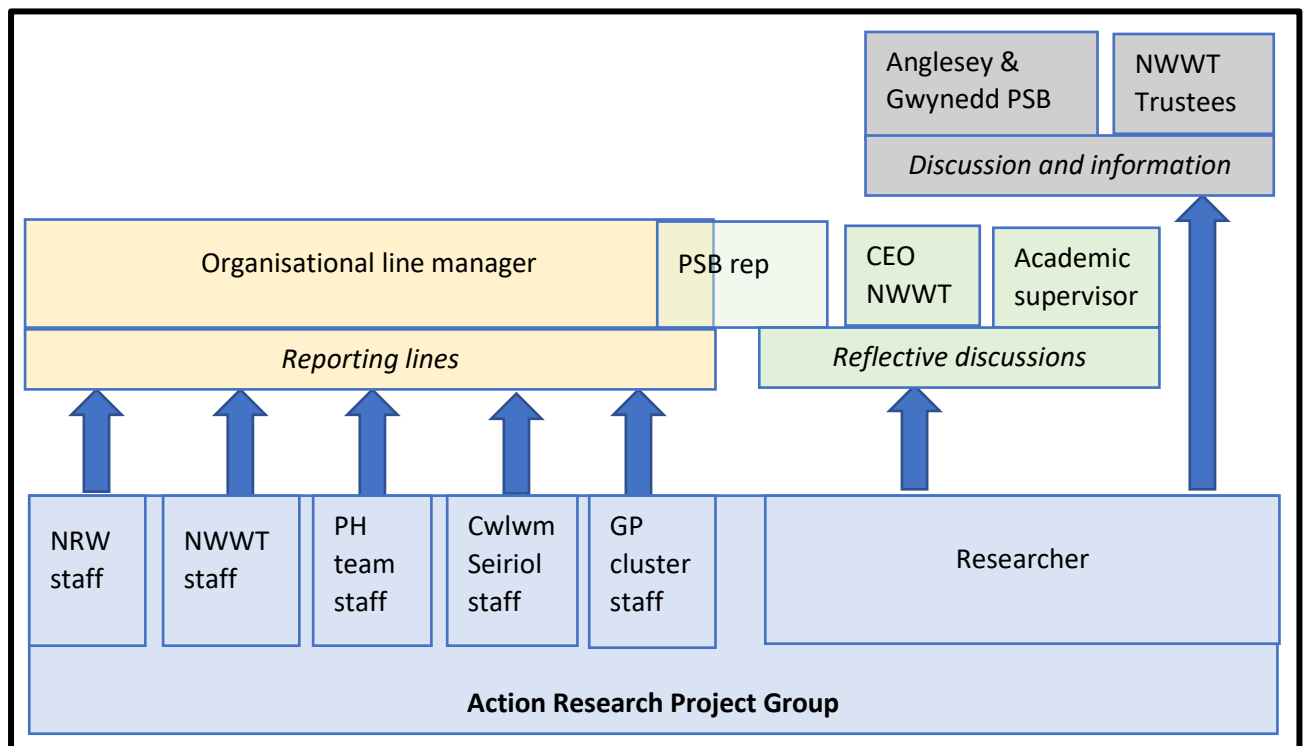 Anglesey &
Gwynedd PSB
NWWT
Trustees
Discussion and information
Organisational line manager
PSB rep
CEO
NWWT
Academic
supervisor
Reporting lines
Reflective discussions
NRW
staff
NWWT
staff
PH
team
staff
Cwlwm
Seiriol
staff
GP
cluster
staff
Researcher
Action Research Project Group